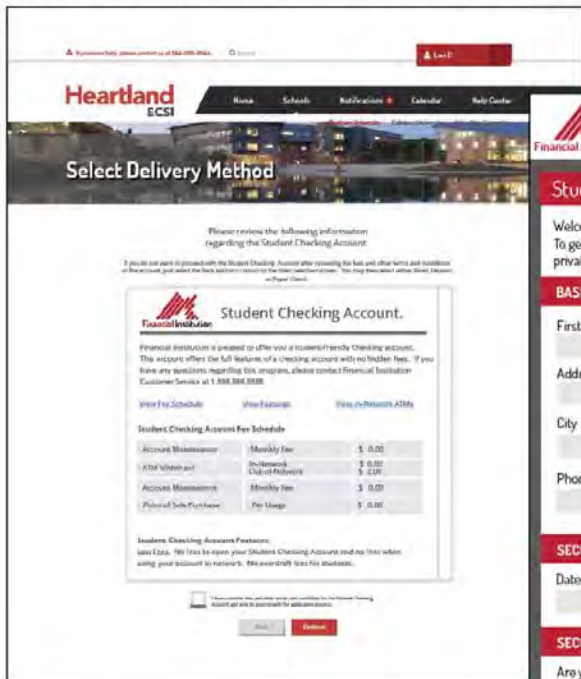 Heartland
ECSI
Home Schools Notifications Calendar Help Center
Select Delivery Method
Please review the following information
regarding the Student Checking Account
Financial Institution
Student Checking Account.
Financial Institution is pleased to offer you a student-friendly Checking account.
This account offers the full features of a checking account with no hidden fees. If you
have any questions regarding this program, please contact Financial Institution
Customer Service at 1.888.888.8888.
View Fee Schedule View Features View In-Network ATMs
Student Checking Account Fee Schedule
Account Maintenance Monthly Fee $ 0.00
ATM Withdrawl In-Network $ 0.00
Out-of-Network $ 2.00
Account Maintenance Monthly Fee $ 0.00
Point of Sale Purchase Per Usage $ 0.00
Student Checking Account Features
No fees to open your Student Checking Account and no fees when
using your account in network. No overdraft fees for students.
Back Continue
Financial
Stu
Welc
To ge
priva
BAS
First
Addr
City
Phon
SECU
Date
SECU
Are y